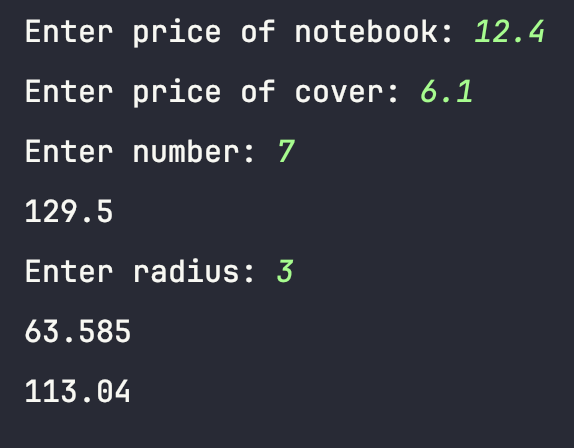 Enter price of notebook: 12.4
Enter price of cover: 6.1
Enter number: 7
129.5
Enter radius: 3
63.585
113.04